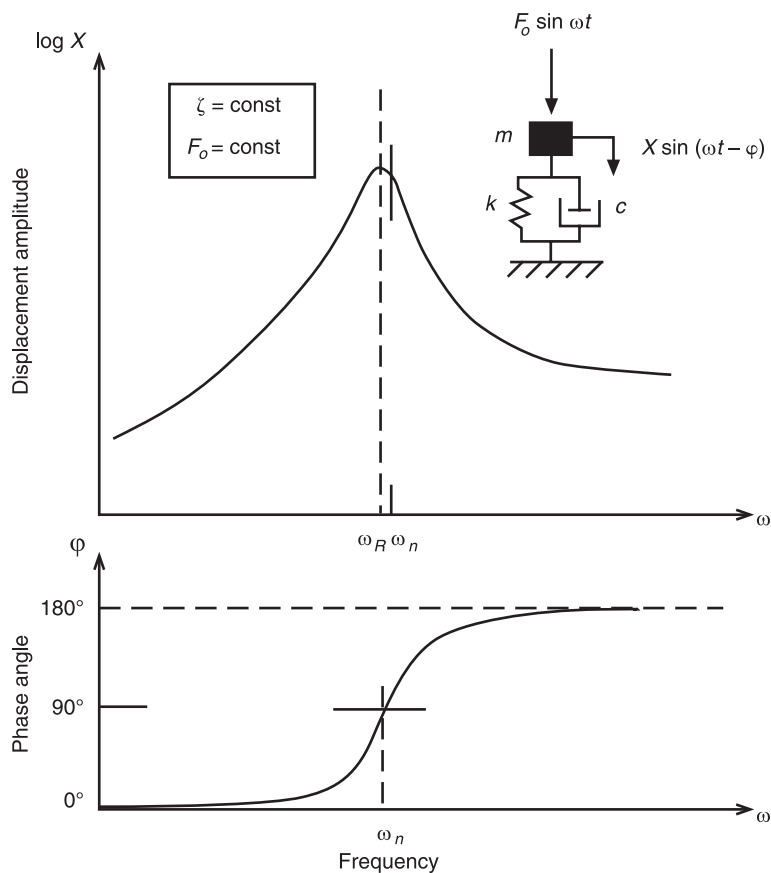 log X
F_o sin ωt
ζ = const
F_o = const
m
X sin (ωt – φ)
k
c
Displacement amplitude
ω_R ω_n
ω
φ
180°
90°
0°
Phase angle
ω
ω_n
Frequency